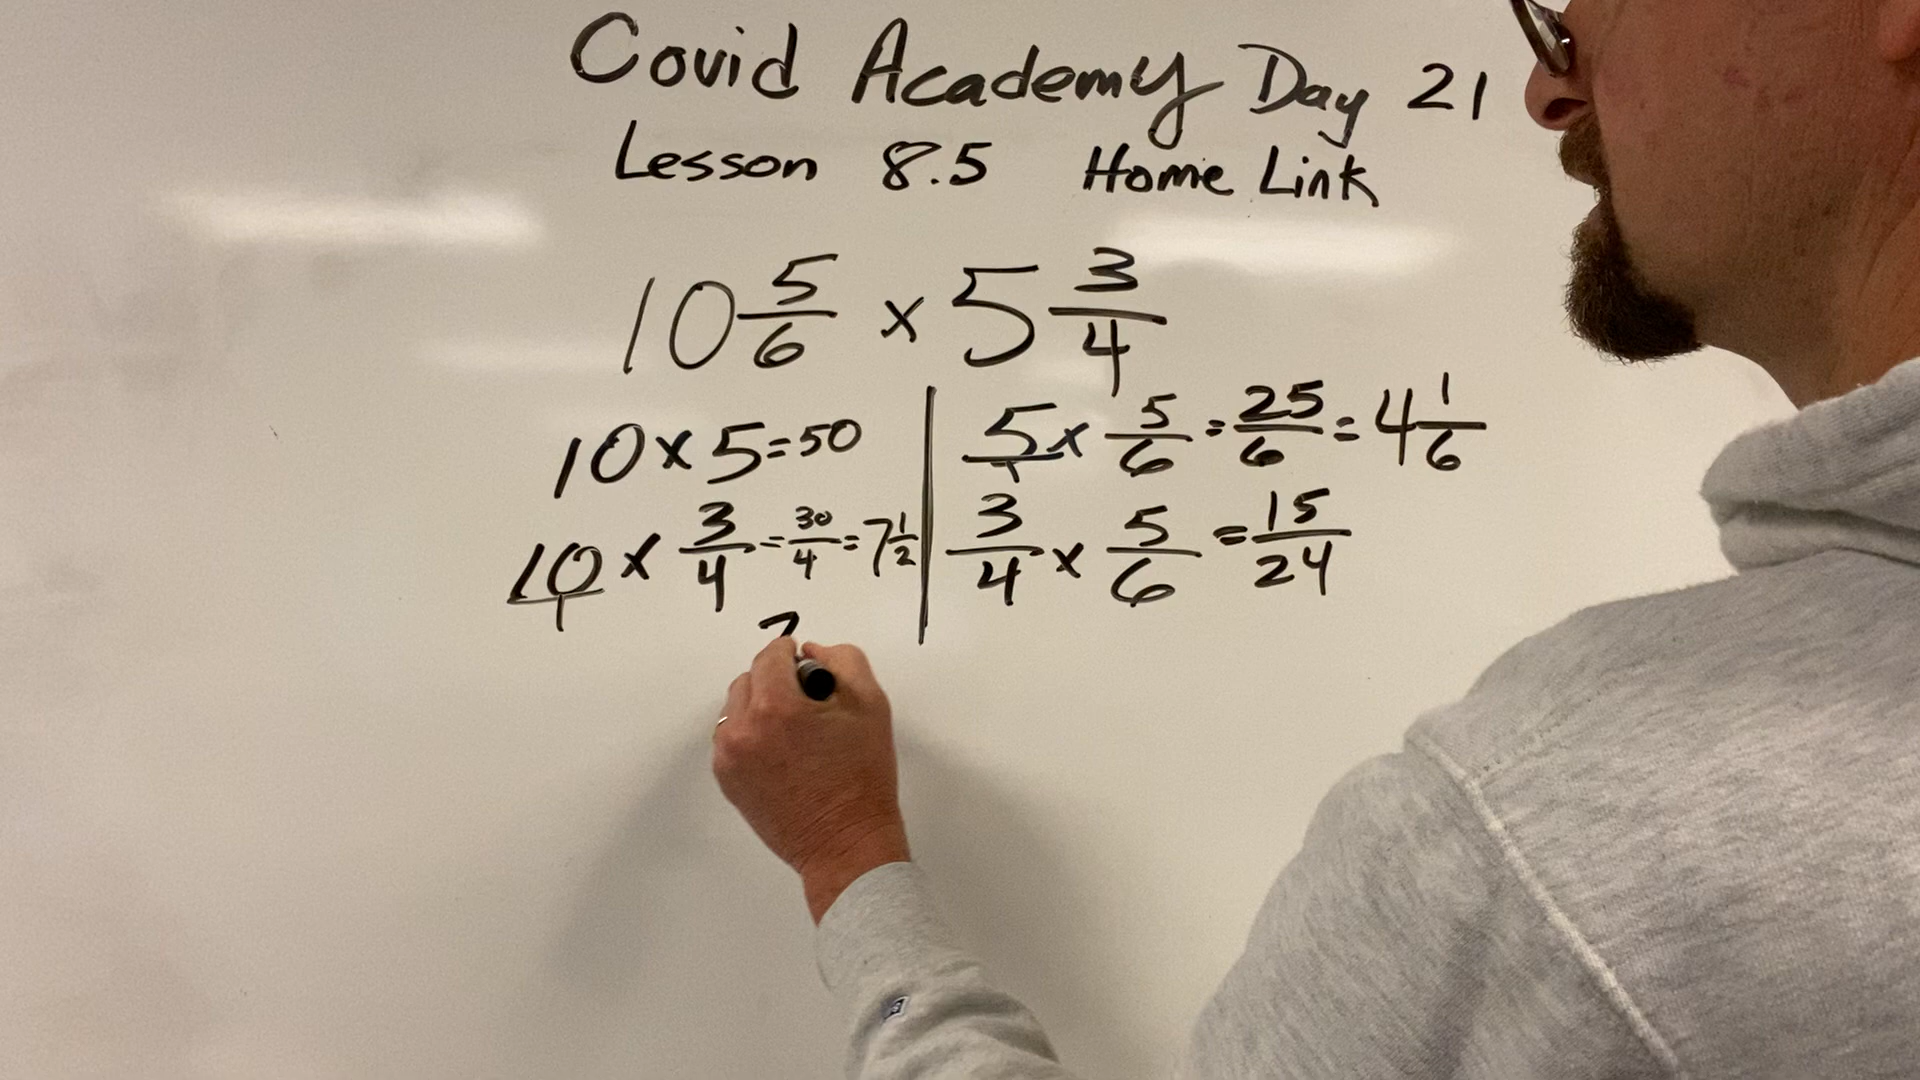 Covid Academy Day 21
Lesson 8.5 Home Link
10 5/6 x 5 3/4
10 x 5 = 50
10/1 x 3/4 = 30/4 = 7 1/2
5/1 x 5/6 = 25/6 = 4 1/6
3/4 x 5/6 = 15/24